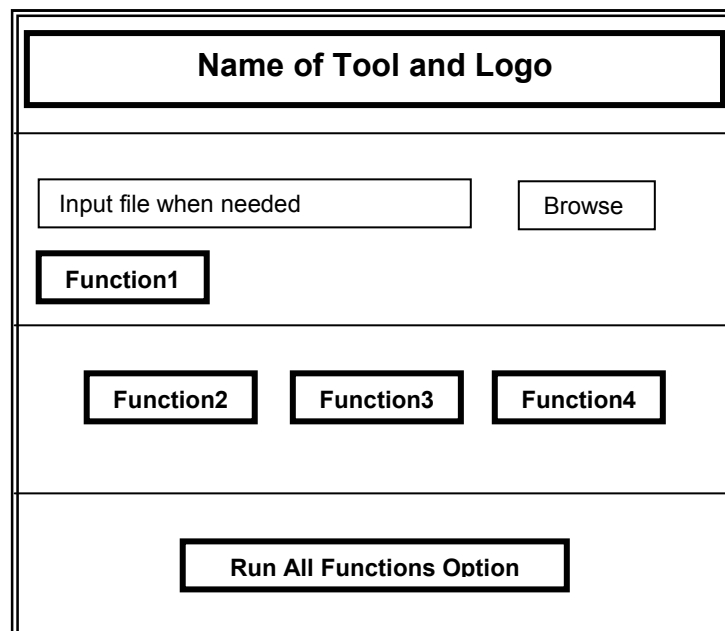 Name of Tool and Logo
Input file when needed
Browse
Function1
Function2 Function3 Function4
Run All Functions Option